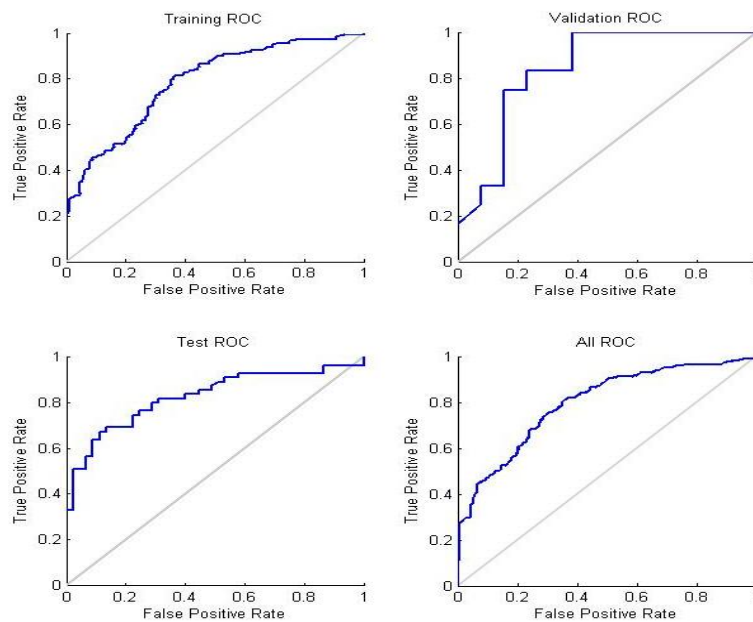 Training ROC
1
0.8
0.6
0.4
0.2
0
True Positive Rate
0 0.2 0.4 0.6 0.8 1
False Positive Rate
Validation ROC
1
0.8
0.6
0.4
0.2
0
True Positive Rate
0 0.2 0.4 0.6 0.8
False Positive Rate
Test ROC
1
0.8
0.6
0.4
0.2
0
True Positive Rate
0 0.2 0.4 0.6 0.8 1
False Positive Rate
All ROC
1
0.8
0.6
0.4
0.2
0
True Positive Rate
0 0.2 0.4 0.6 0.8
False Positive Rate